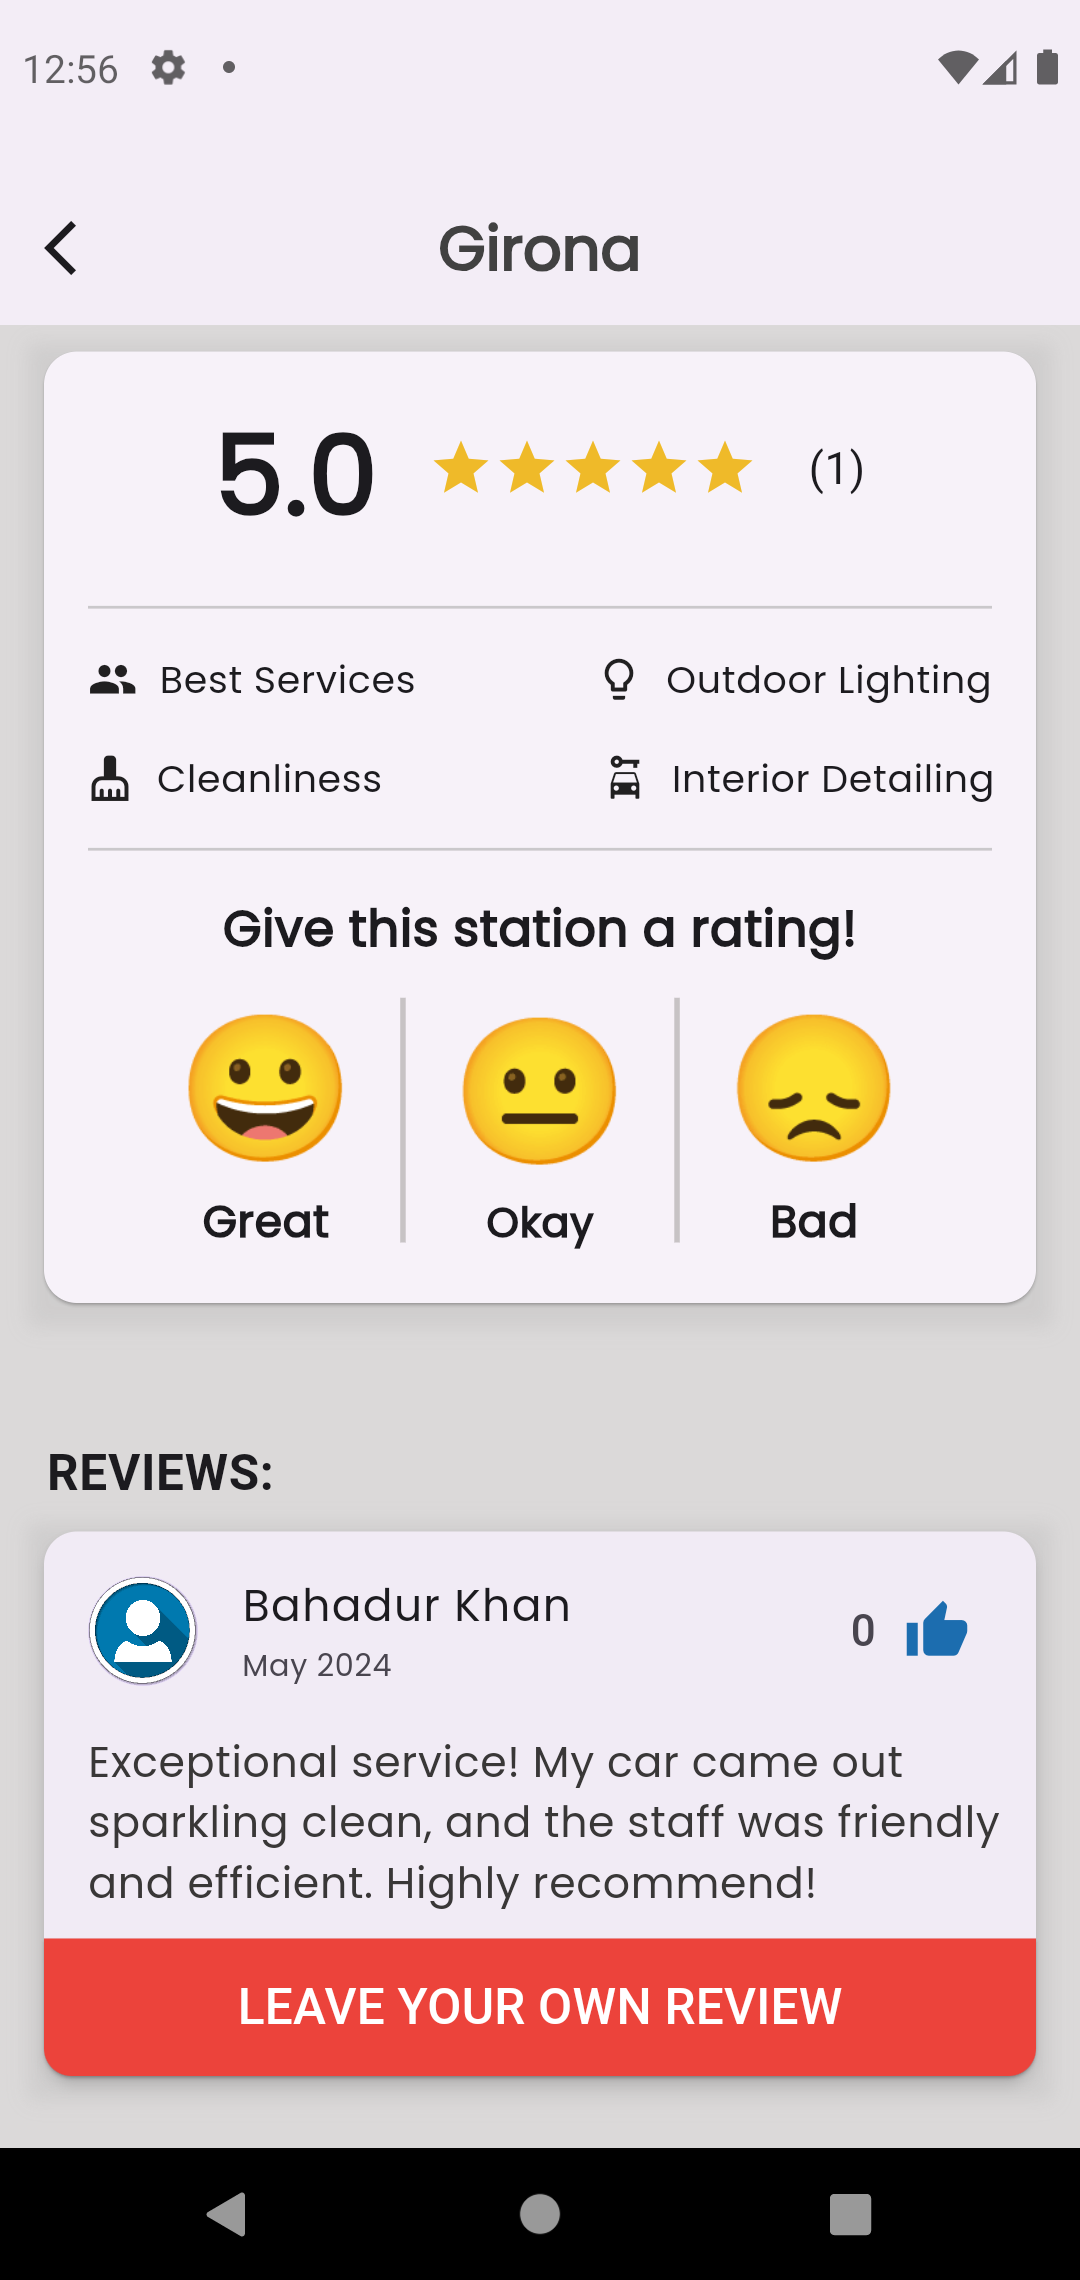 12:56
Girona
5.0 (1)
Best Services
Outdoor Lighting
Cleanliness
Interior Detailing
Give this station a rating!
Great
Okay
Bad
REVIEWS:
Bahadur Khan
May 2024
0
Exceptional service! My car came out
sparkling clean, and the staff was friendly
and efficient. Highly recommend!
LEAVE YOUR OWN REVIEW